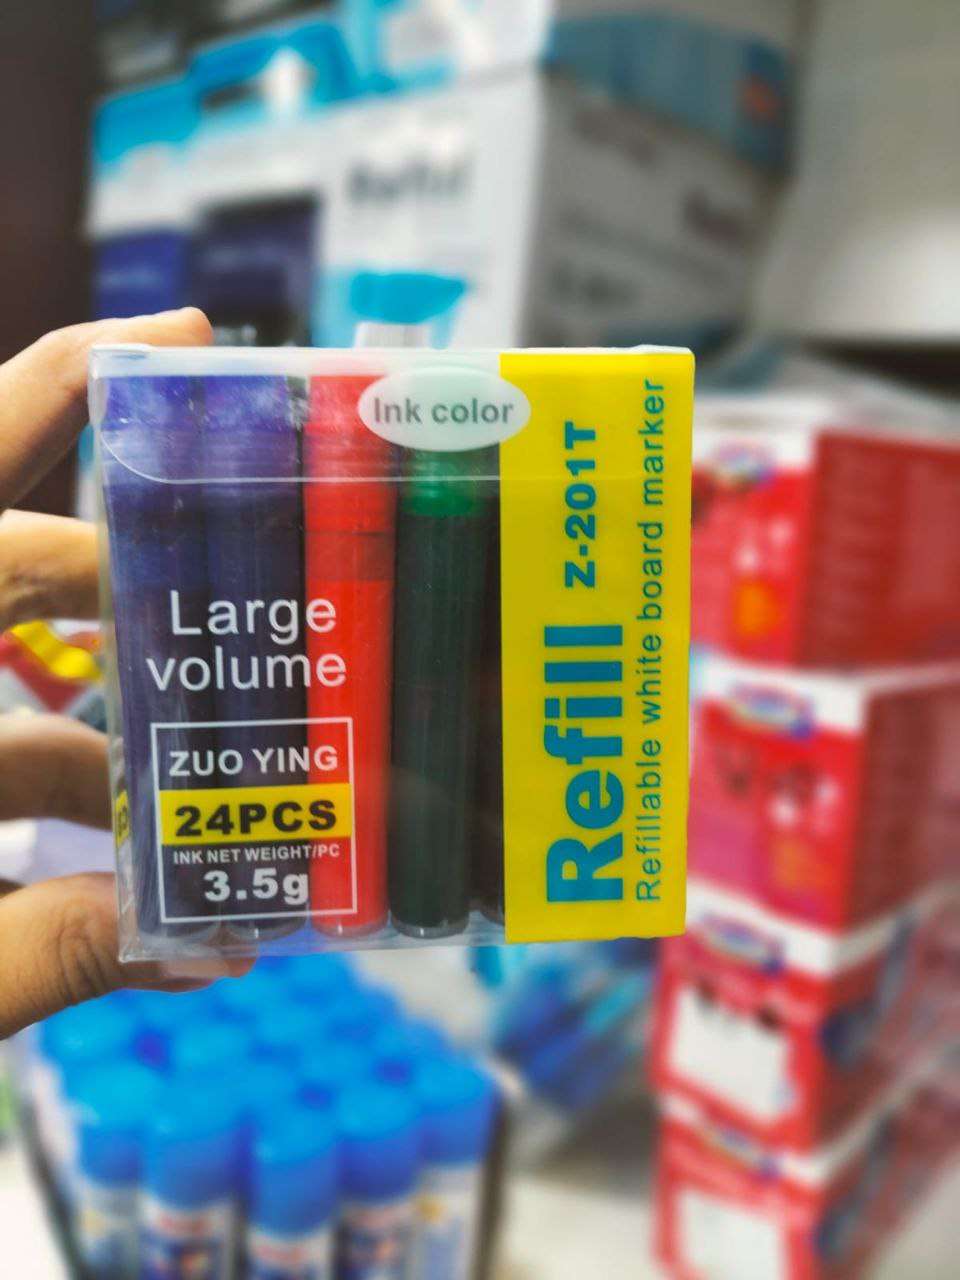 Ink color
Large
volume
ZUO YING
24PCS
INK NET WEIGHT/PC
3.5g
Refill Z-201T
Refillable white board marker